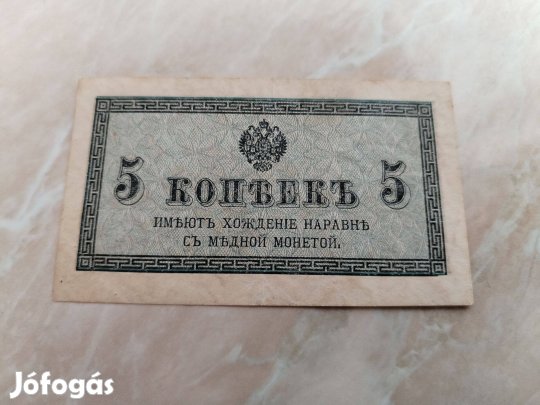 5 КОПѢЕКЪ 5
ИМѢЮТЪ ХОЖДЕНІЕ НАРАВНѢ
СЪ МѢДНОЙ МОНЕТОЙ.
Jófogás